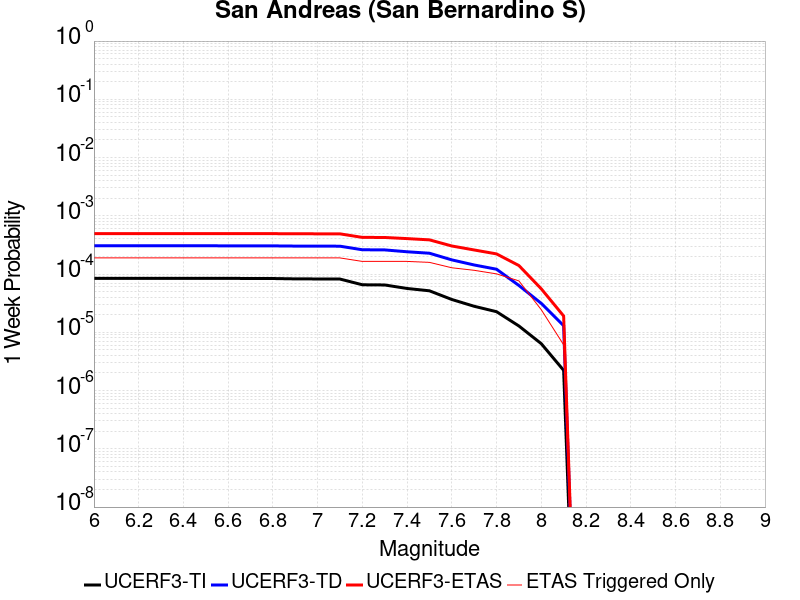 San Andreas (San Bernardino S)
10^0
10^-1
10^-2
10^-3
10^-4
10^-5
10^-6
10^-7
10^-8
1 Week Probability
6 6.2 6.4 6.6 6.8 7 7.2 7.4 7.6 7.8 8 8.2 8.4 8.6 8.8 9
Magnitude
UCERF3-TI UCERF3-TD UCERF3-ETAS ETAS Triggered Only